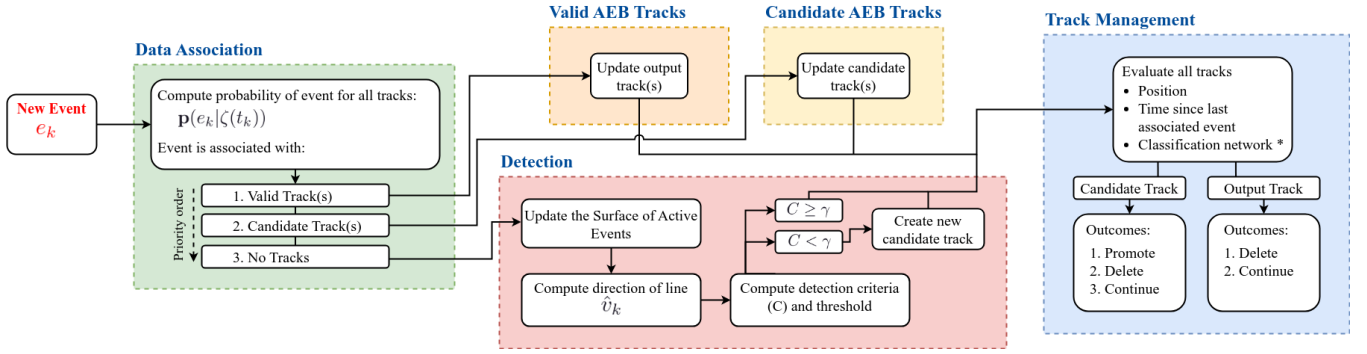 New Event
e_k
Data Association
Compute probability of event for all tracks:
p(e_k|ζ(t_k))
Event is associated with:
Priority order
1. Valid Track(s)
2. Candidate Track(s)
3. No Tracks
Valid AEB Tracks
Update output
track(s)
Candidate AEB Tracks
Update candidate
track(s)
Detection
Update the Surface of Active
Events
Compute direction of line
v̂_k
Compute detection criteria
(C) and threshold
C ≥ γ
C < γ
Create new
candidate track
Track Management
Evaluate all tracks
• Position
• Time since last
associated event
• Classification network *
Candidate Track
Outcomes:
1. Promote
2. Delete
3. Continue
Output Track
Outcomes:
1. Delete
2. Continue